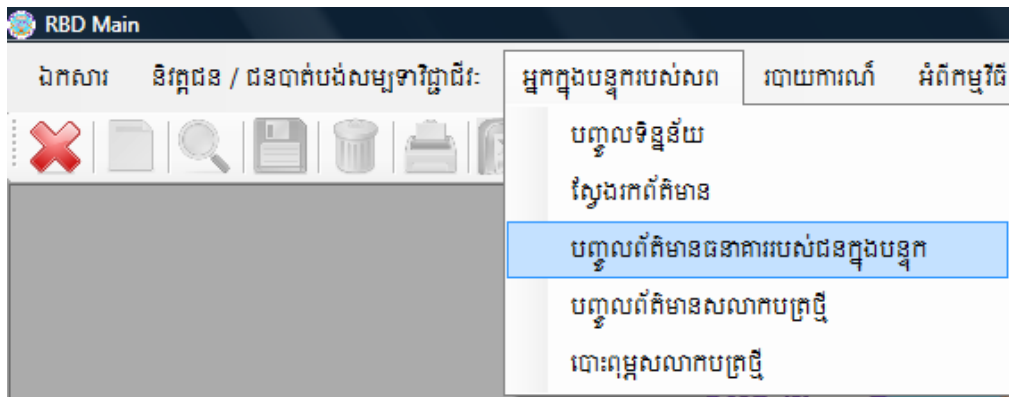 RBD Main
ឯកសារ និវត្តជន / ជនបាត់បង់សម្បទាវិជ្ជាជីវៈ អ្នកក្នុងបន្ទុករបស់សព របាយការណ៍ អំពីកម្មវិធី
បញ្ចូលទិន្នន័យ
ស្វែងរកព័ត៌មាន
បញ្ចូលព័ត៌មានធនាគាររបស់ជនក្នុងបន្ទុក
បញ្ចូលព័ត៌មានសលាកបត្រថ្មី
បោះពុម្ភសលាកបត្រថ្មី